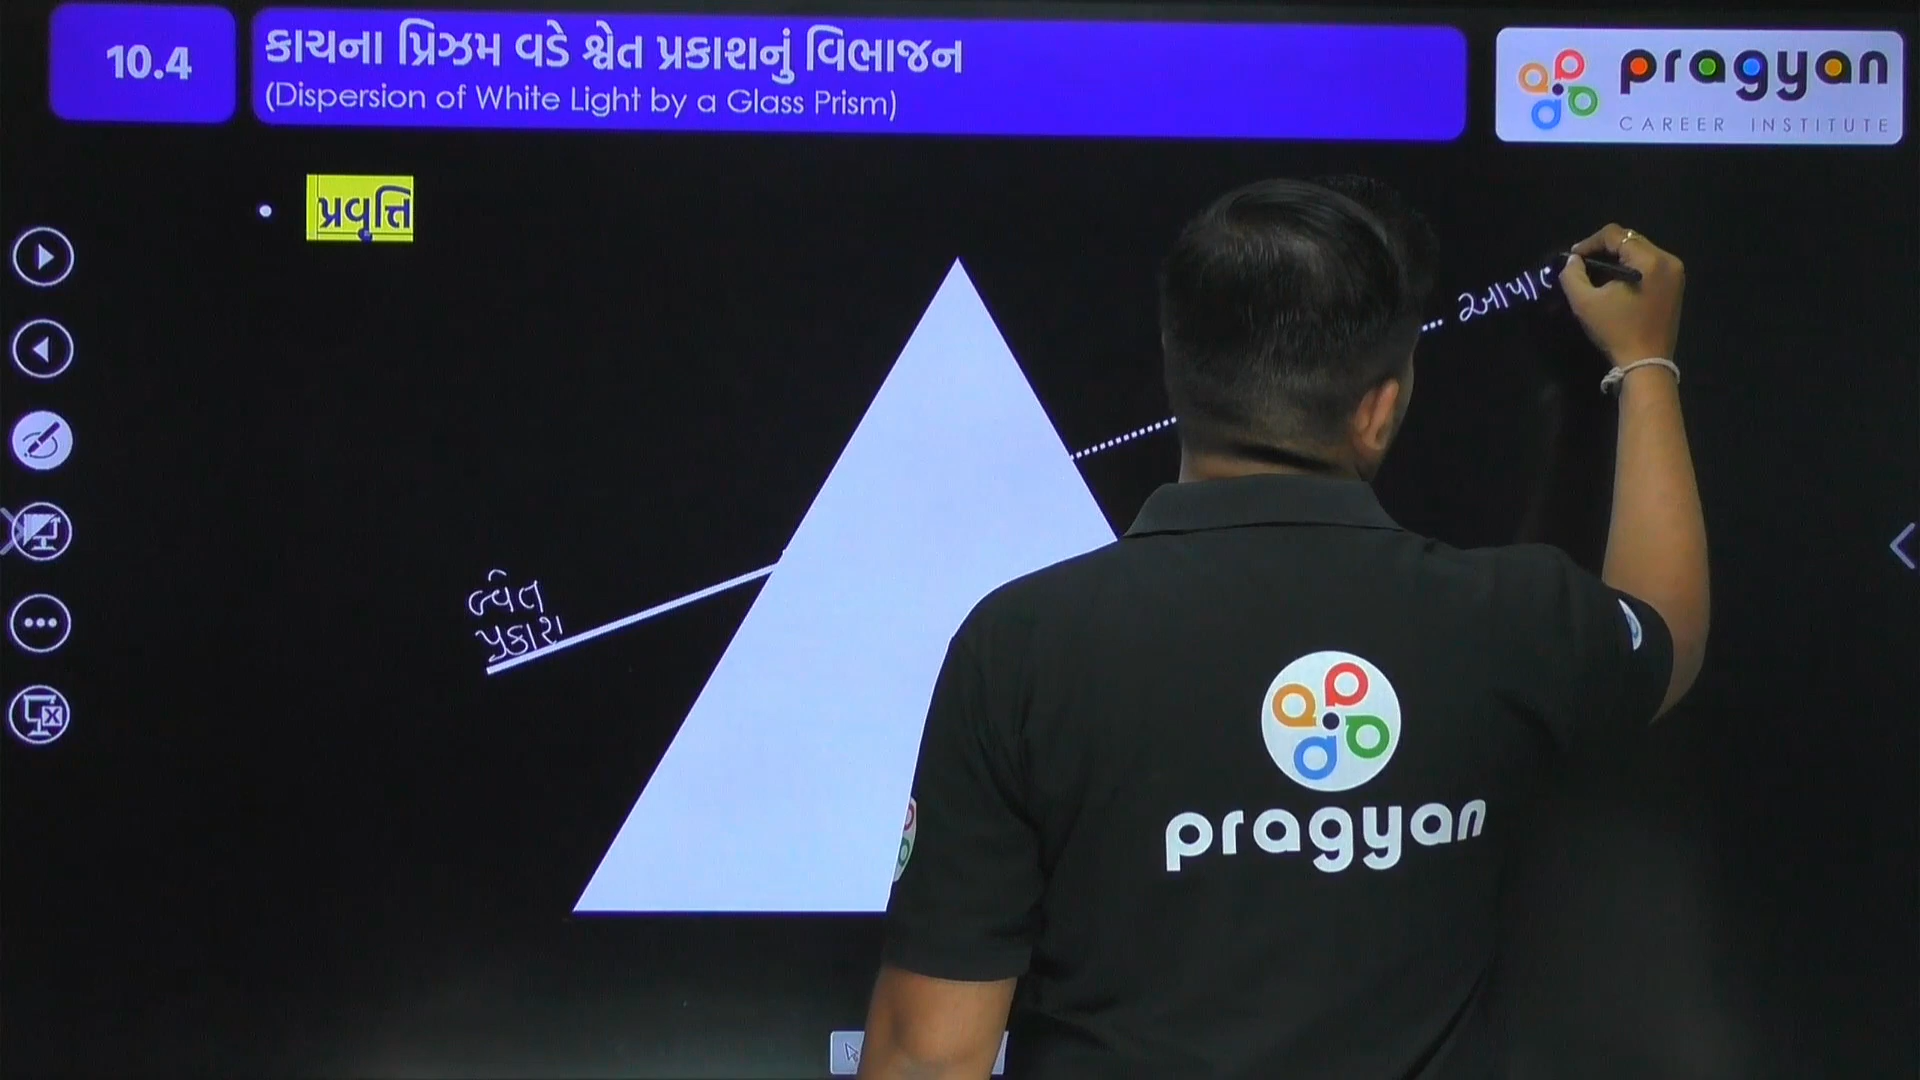 10.4
કાચના પ્રિઝમ વડે શ્વેત પ્રકાશનું વિભાજન
(Dispersion of White Light by a Glass Prism)
pragyan
CAREER INSTITUTE
• પ્રવૃત્તિ
આપાત
શ્વેત
પ્રકાશ
pragyan